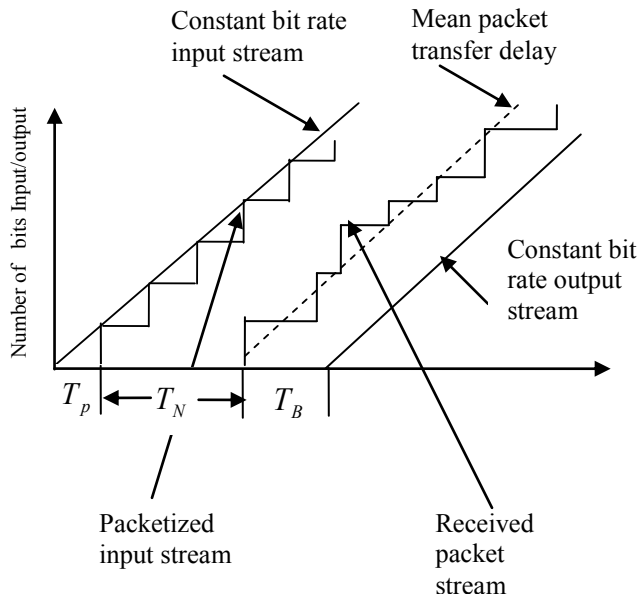 Constant bit rate
input stream
Mean packet
transfer delay
Number of bits Input/output
Constant bit
rate output
stream
T_p
T_N
T_B
Packetized
input stream
Received
packet
stream